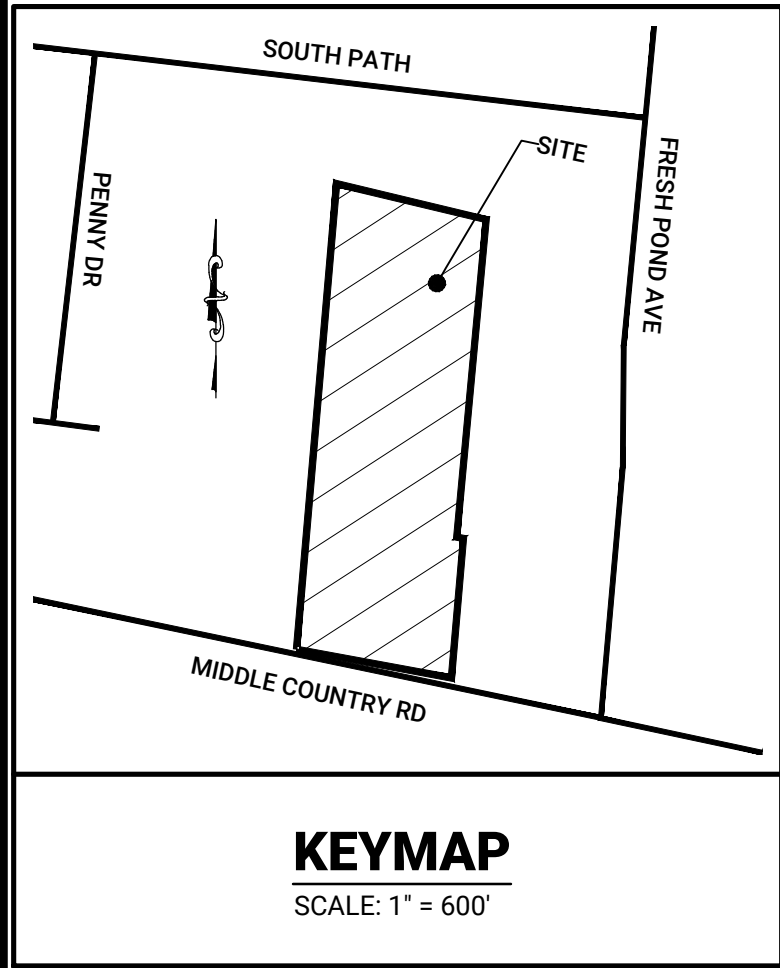 SOUTH PATH
SITE
PENNY DR
FRESH POND AVE
MIDDLE COUNTRY RD
KEYMAP
SCALE: 1" = 600'